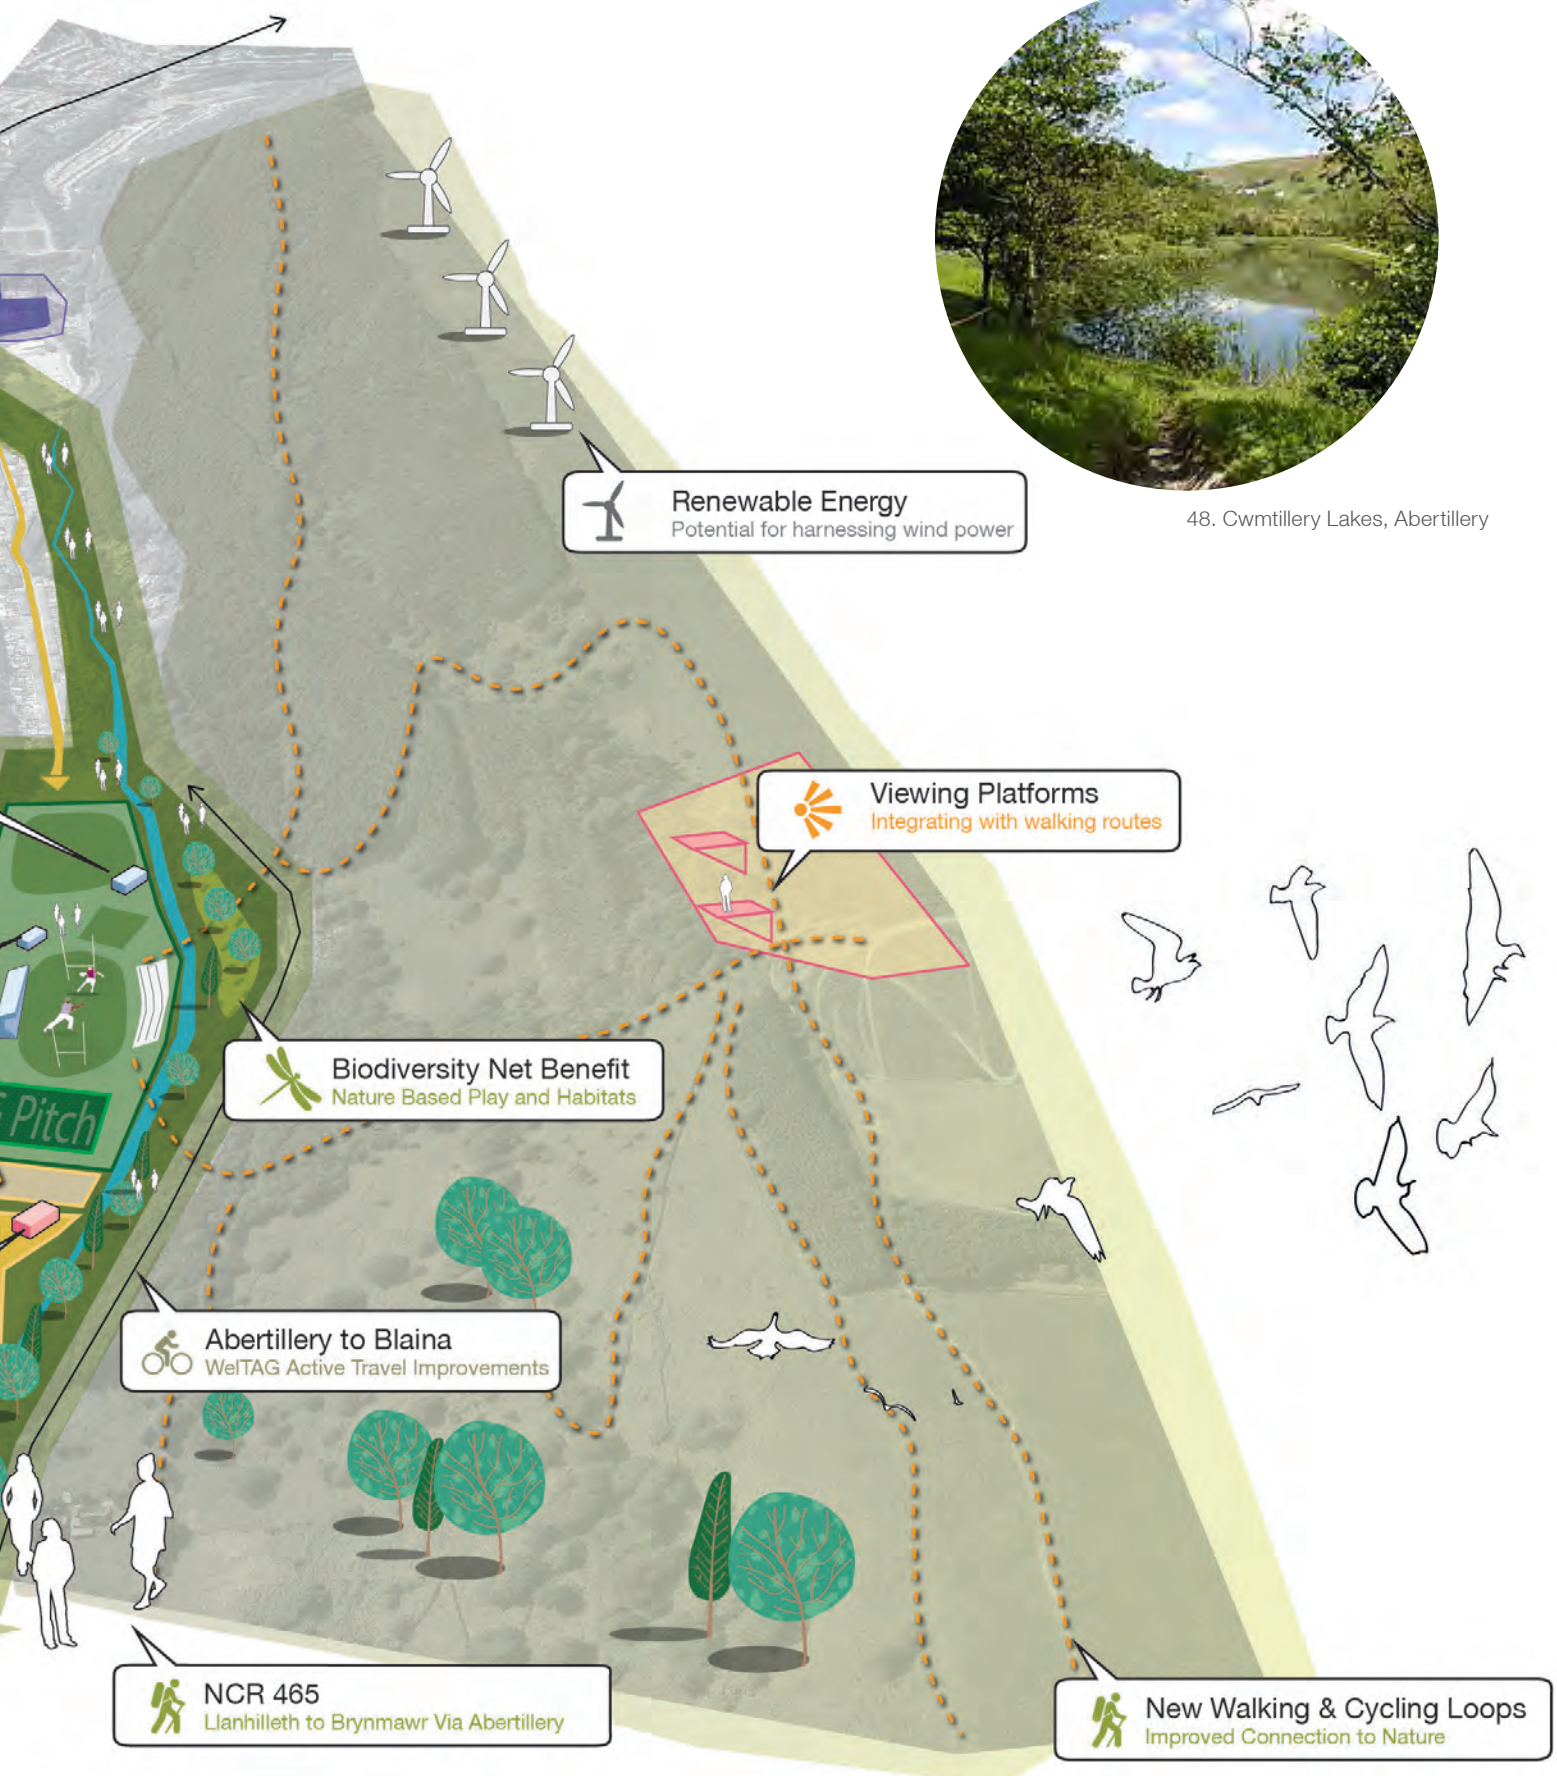 48. Cwmtillery Lakes, Abertillery
Renewable Energy
Potential for harnessing wind power
Viewing Platforms
Integrating with walking routes
Biodiversity Net Benefit
Nature Based Play and Habitats
Pitch
Abertillery to Blaina
WelTAG Active Travel Improvements
NCR 465
Llanhilleth to Brynmawr Via Abertillery
New Walking & Cycling Loops
Improved Connection to Nature